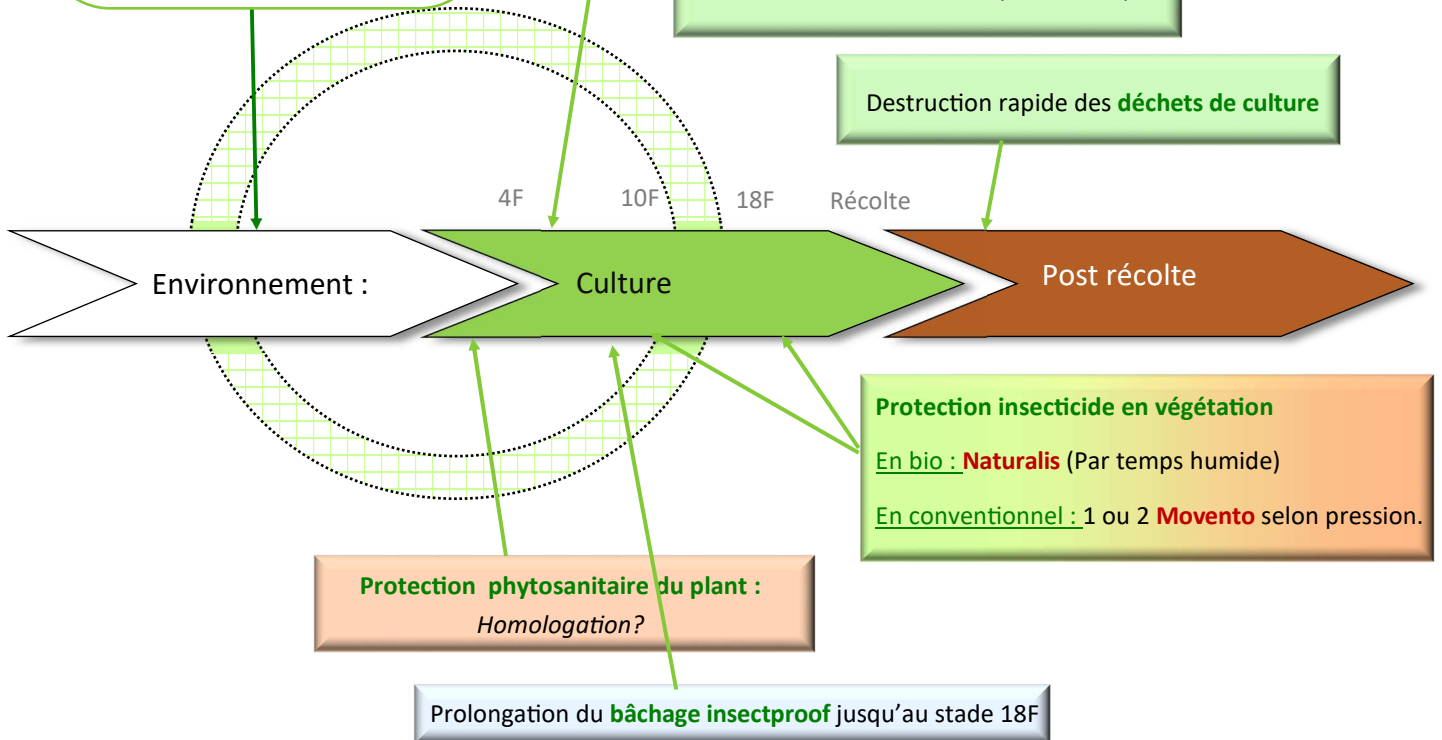 Destruction rapide des déchets de culture
4F 10F 18F Récolte
Environnement :
Culture
Post récolte
Protection insecticide en végétation
En bio : Naturalis (Par temps humide)
En conventionnel : 1 ou 2 Movento selon pression.
Protection phytosanitaire du plant :
Homologation?
Prolongation du bâchage insectproof jusqu'au stade 18F